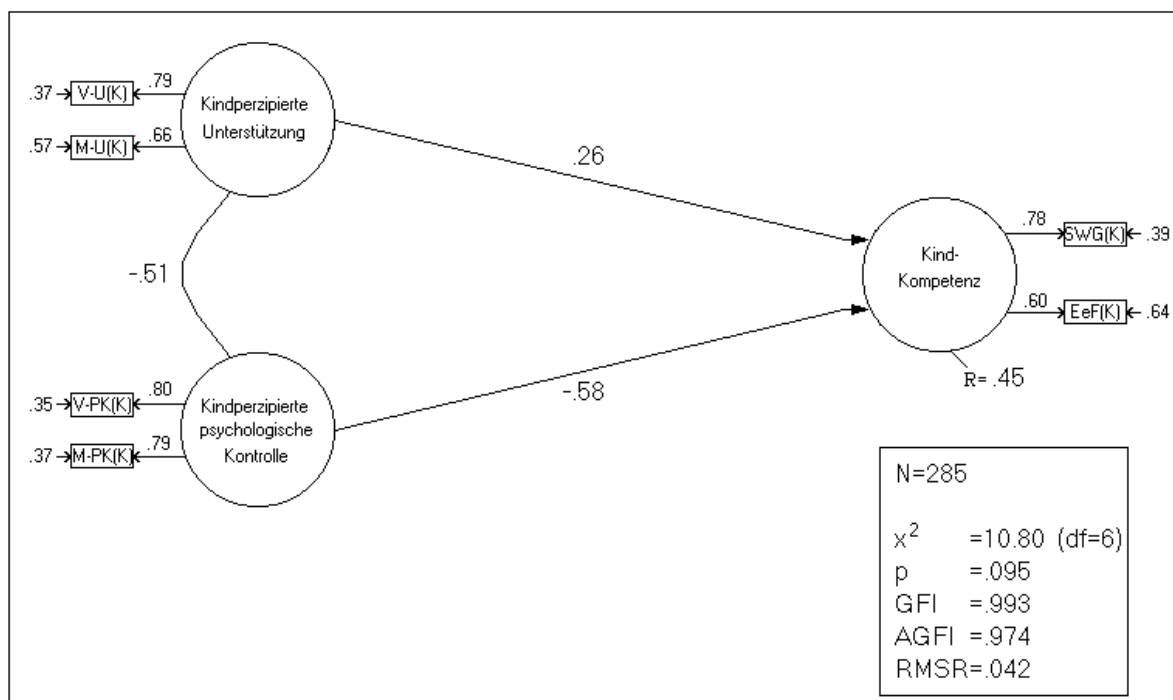 .37
V-U(K)
.79
.57
M-U(K)
.66
Kindperzipierte
Unterstützung
.26
-.51
Kind-
Kompetenz
.78
SWG(K)
.39
.60
EeF(K)
.64
R= .45
.35
V-PK(K)
.80
.37
M-PK(K)
.79
Kindperzipierte
psychologische
Kontrolle
-.58
N=285
x² =10.80 (df=6)
p =.095
GFI =.993
AGFI =.974
RMSR=.042